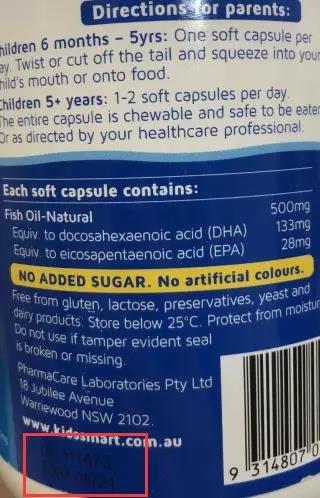 Directions for parents:
hildren 6 months – 5yrs: One soft capsule per
ay. Twist or cut off the tail and squeeze into your
hild's mouth or onto food.
Children 5+ years: 1-2 soft capsules per day.
The entire capsule is chewable and safe to be eaten
Or as directed by your healthcare professional.
Each soft capsule contains:
Fish Oil-Natural 500mg
Equiv. to docosahexaenoic acid (DHA) 133mg
Equiv. to eicosapentaenoic acid (EPA) 28mg
NO ADDED SUGAR. No artificial colours.
Free from gluten, lactose, preservatives, yeast and
dairy products. Store below 25°C. Protect from moistur
Do not use if tamper evident seal
is broken or missing.
PharmaCare Laboratories Pty Ltd
18 Jubilee Avenue
Warriewood NSW 2102.
www.kidssmart.com.au
9 314807 0